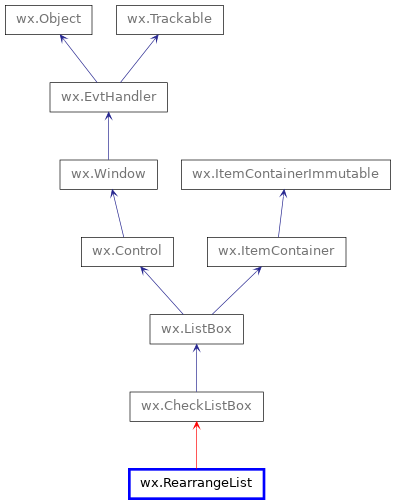 wx.Object
wx.Trackable
wx.EvtHandler
wx.Window
wx.ItemContainerImmutable
wx.Control
wx.ItemContainer
wx.ListBox
wx.CheckListBox
wx.RearrangeList